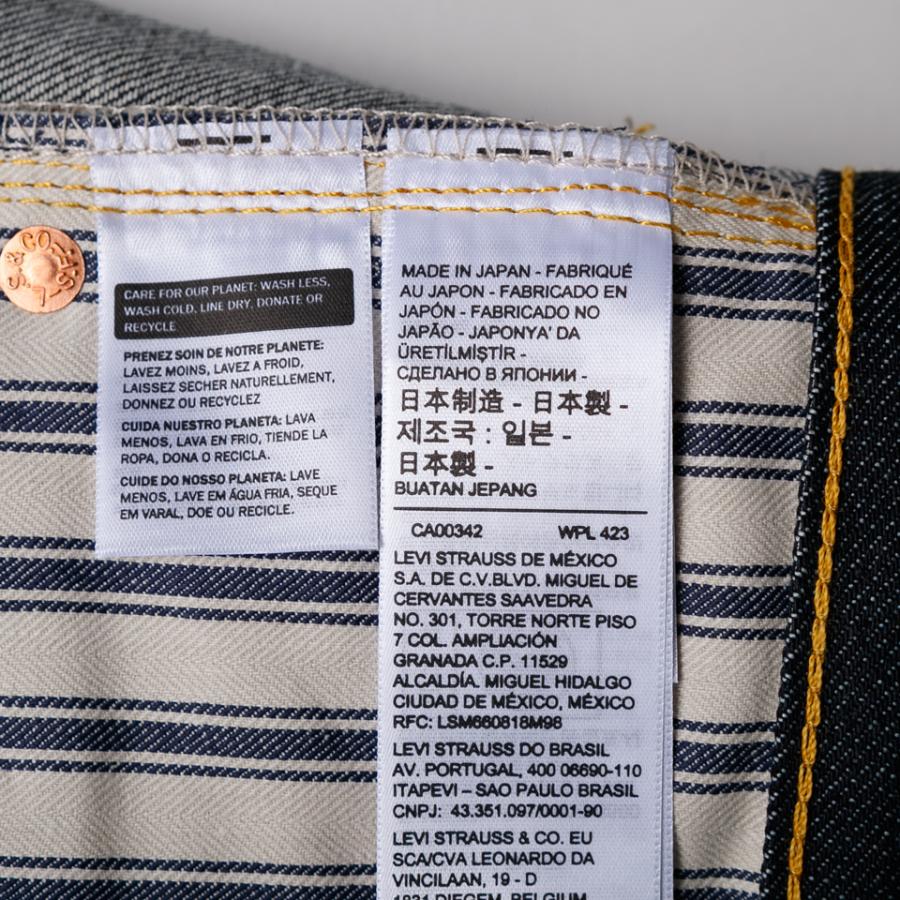 CARE FOR OUR PLANET: WASH LESS,
WASH COLD, LINE DRY, DONATE OR
RECYCLE
PRENEZ SOIN DE NOTRE PLANETE:
LAVEZ MOINS, LAVEZ A FROID,
LAISSEZ SECHER NATURELLEMENT,
DONNEZ OU RECYCLEZ
CUIDA NUESTRO PLANETA: LAVA
MENOS, LAVA EN FRIO, TIENDE LA
ROPA, DONA O RECICLA.
CUIDE DO NOSSO PLANETA: LAVE
MENOS, LAVE EM ÁGUA FRIA, SEQUE
EM VARAL, DOE OU RECICLE.
MADE IN JAPAN - FABRIQUÉ
AU JAPON - FABRICADO EN
JAPÓN - FABRICADO NO
JAPÃO - JAPONYA' DA
ÜRETİLMİŞTİR -
СДЕЛАНО В ЯПОНИИ -
日本制造 - 日本製 -
제조국 : 일본 -
日本製 -
BUATAN JEPANG
CA00342 WPL 423
LEVI STRAUSS DE MÉXICO
S.A. DE C.V.BLVD. MIGUEL DE
CERVANTES SAAVEDRA
NO. 301, TORRE NORTE PISO
7 COL. AMPLIACIÓN
GRANADA C.P. 11529
ALCALDÍA. MIGUEL HIDALGO
CIUDAD DE MÉXICO, MÉXICO
RFC: LSM660818M98
LEVI STRAUSS DO BRASIL
AV. PORTUGAL, 400 06690-110
ITAPEVI – SAO PAULO BRASIL
CNPJ: 43.351.097/0001-90
LEVI STRAUSS & CO. EU
SCA/CVA LEONARDO DA
VINCILAAN, 19 - D
1831 DIEGEM, BELGIUM